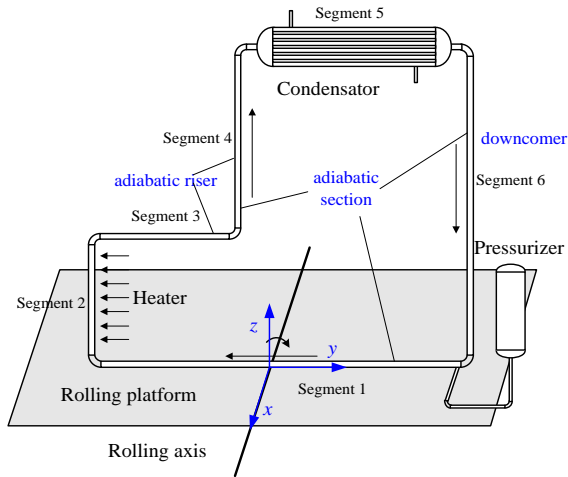 Segment 5
Condensator
Segment 4
downcomer
adiabatic riser
adiabatic
section
Segment 6
Segment 3
Pressurizer
Segment 2
Heater
z
y
Segment 1
Rolling platform
x
Rolling axis